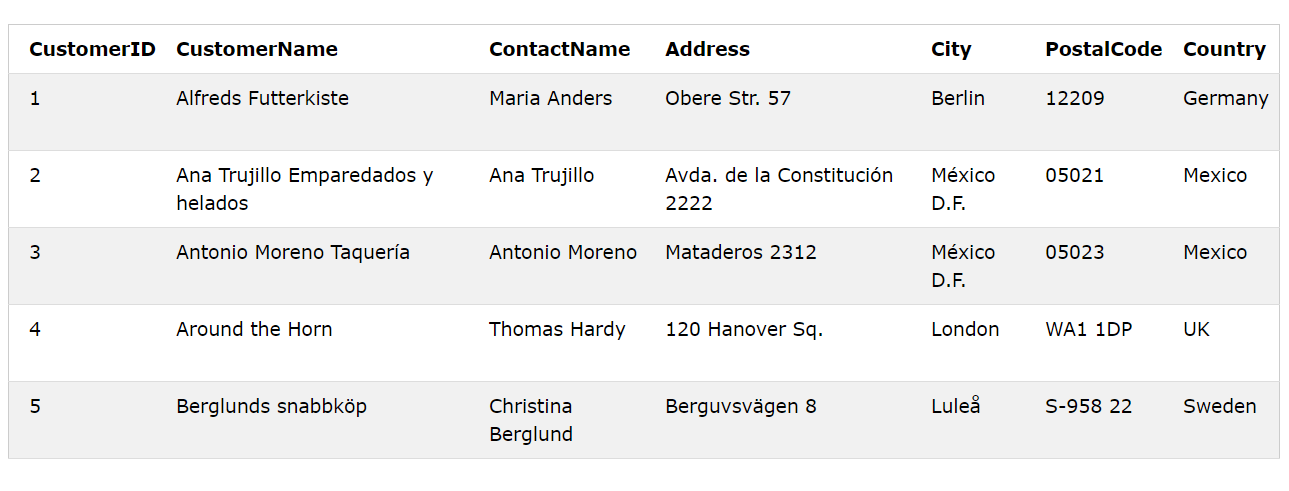 CustomerID CustomerName ContactName Address City PostalCode Country
1 Alfreds Futterkiste Maria Anders Obere Str. 57 Berlin 12209 Germany
2 Ana Trujillo Emparedados y Ana Trujillo Avda. de la Constitución México 05021 Mexico
helados 2222 D.F.
3 Antonio Moreno Taquería Antonio Moreno Mataderos 2312 México 05023 Mexico
D.F.
4 Around the Horn Thomas Hardy 120 Hanover Sq. London WA1 1DP UK
5 Berglunds snabbköp Christina Berguvsvägen 8 Luleå S-958 22 Sweden
Berglund